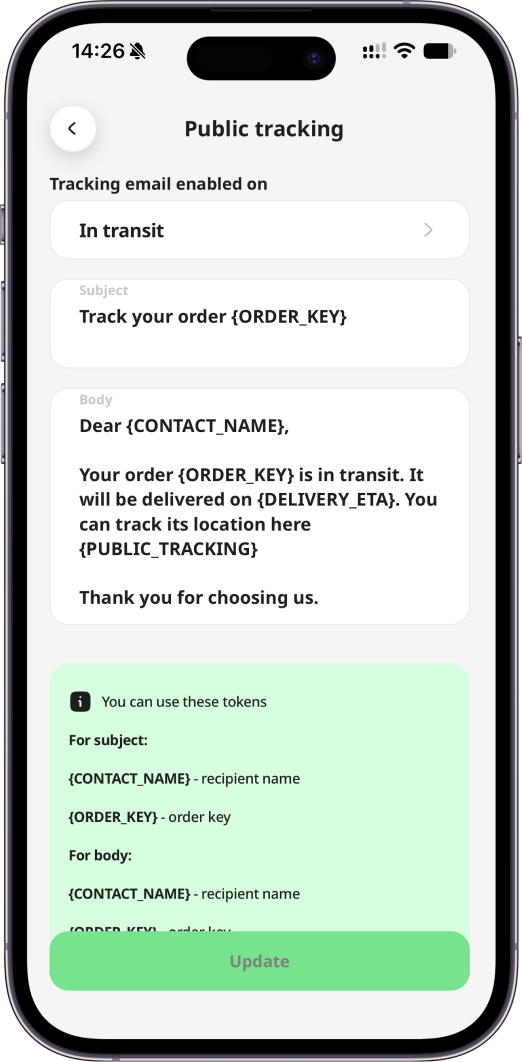 14:26
Public tracking
Tracking email enabled on
In transit
Subject
Track your order {ORDER_KEY}
Body
Dear {CONTACT_NAME},
Your order {ORDER_KEY} is in transit. It
will be delivered on {DELIVERY_ETA}. You
can track its location here
{PUBLIC_TRACKING}
Thank you for choosing us.
You can use these tokens
For subject:
{CONTACT_NAME} - recipient name
{ORDER_KEY} - order key
For body:
{CONTACT_NAME} - recipient name
{ORDER_KEY} - order key
Update